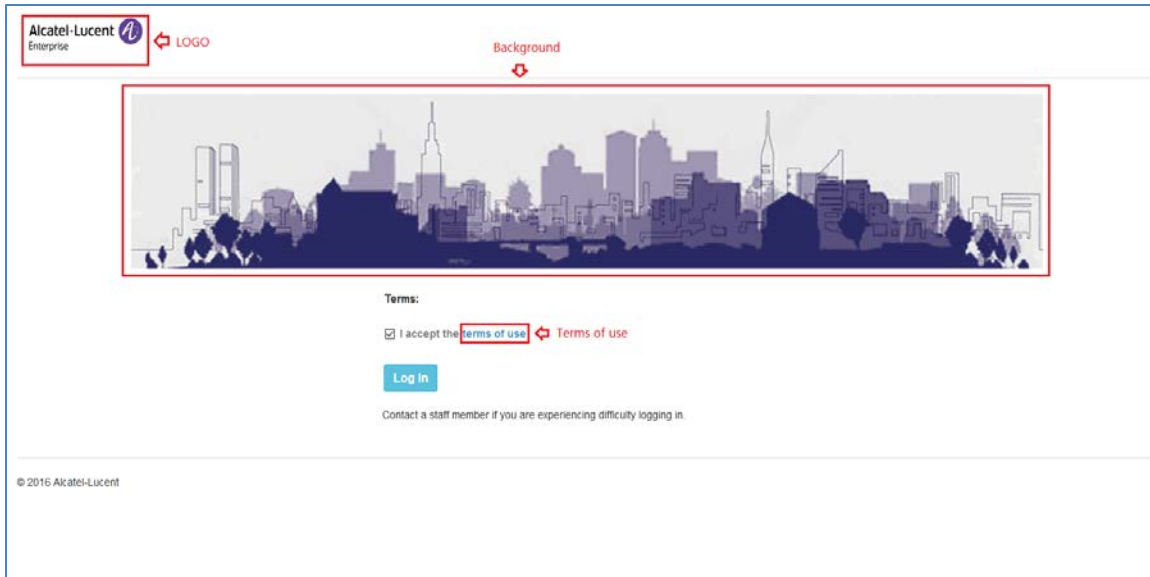 Alcatel·Lucent
Enterprise
LOGO
Background
Terms:
I accept the terms of use
Terms of use
Log In
Contact a staff member if you are experiencing difficulty logging in.
© 2016 Alcatel-Lucent